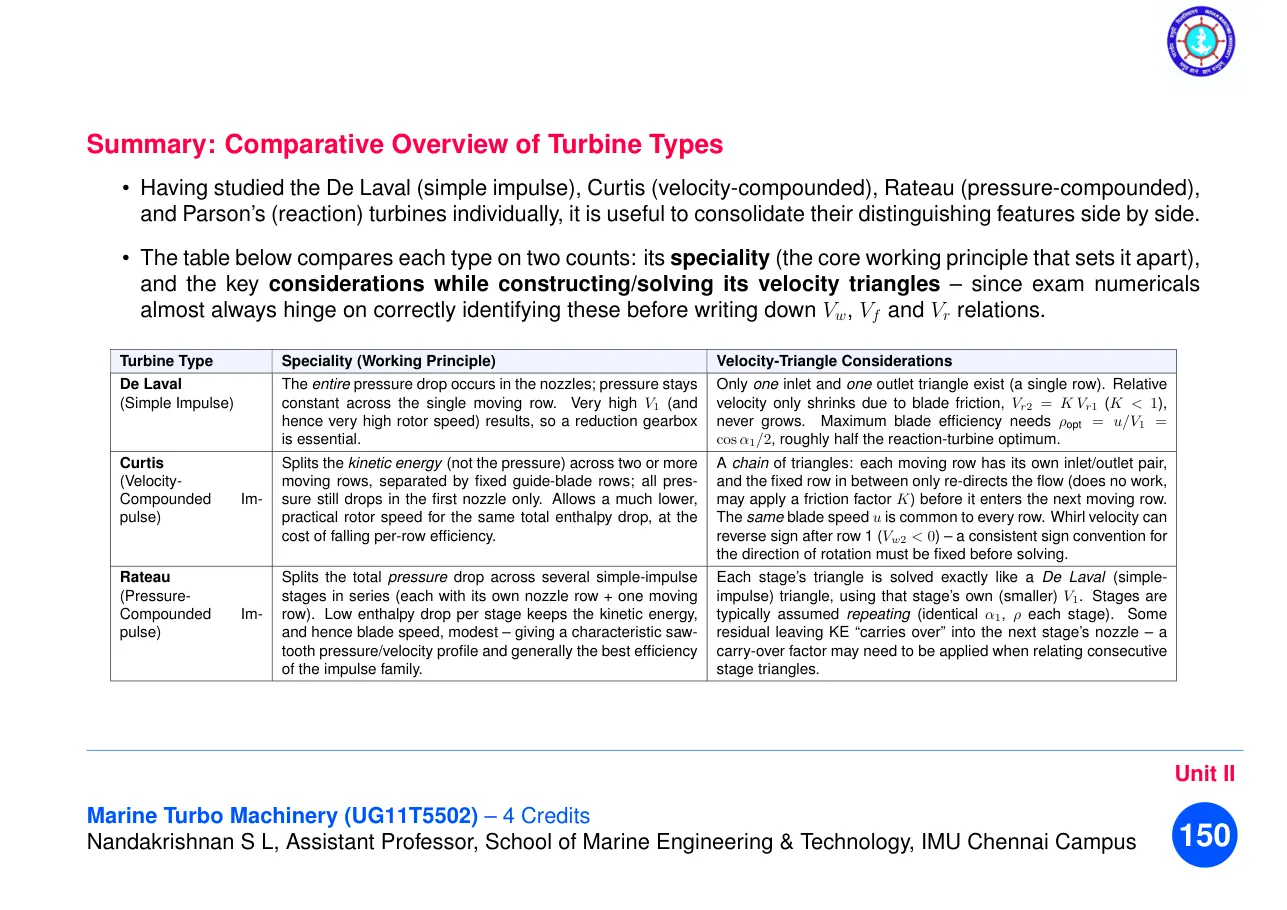 Summary: Comparative Overview of Turbine Types
• Having studied the De Laval (simple impulse), Curtis (velocity-compounded), Rateau (pressure-compounded),
and Parson's (reaction) turbines individually, it is useful to consolidate their distinguishing features side by side.
• The table below compares each type on two counts: its speciality (the core working principle that sets it apart),
and the key considerations while constructing/solving its velocity triangles – since exam numericals
almost always hinge on correctly identifying these before writing down V_w, V_f and V_r relations.
Turbine Type
Speciality (Working Principle)
Velocity-Triangle Considerations
De Laval
(Simple Impulse)
The entire pressure drop occurs in the nozzles; pressure stays
constant across the single moving row. Very high V_1 (and
hence very high rotor speed) results, so a reduction gearbox
is essential.
Only one inlet and one outlet triangle exist (a single row). Relative
velocity only shrinks due to blade friction, V_r2 = K V_r1 (K < 1),
never grows. Maximum blade efficiency needs ρ_opt = u/V_1 =
cos α_1/2, roughly half the reaction-turbine optimum.
Curtis
(Velocity-
Compounded Im-
pulse)
Splits the kinetic energy (not the pressure) across two or more
moving rows, separated by fixed guide-blade rows; all pres-
sure still drops in the first nozzle only. Allows a much lower,
practical rotor speed for the same total enthalpy drop, at the
cost of falling per-row efficiency.
A chain of triangles: each moving row has its own inlet/outlet pair,
and the fixed row in between only re-directs the flow (does no work,
may apply a friction factor K) before it enters the next moving row.
The same blade speed u is common to every row. Whirl velocity can
reverse sign after row 1 (V_w2 < 0) – a consistent sign convention for
the direction of rotation must be fixed before solving.
Rateau
(Pressure-
Compounded Im-
pulse)
Splits the total pressure drop across several simple-impulse
stages in series (each with its own nozzle row + one moving
row). Low enthalpy drop per stage keeps the kinetic energy,
and hence blade speed, modest – giving a characteristic saw-
tooth pressure/velocity profile and generally the best efficiency
of the impulse family.
Each stage's triangle is solved exactly like a De Laval (simple-
impulse) triangle, using that stage's own (smaller) V_1. Stages are
typically assumed repeating (identical α_1, ρ each stage). Some
residual leaving KE “carries over” into the next stage's nozzle – a
carry-over factor may need to be applied when relating consecutive
stage triangles.
Unit II
Marine Turbo Machinery (UG11T5502) – 4 Credits
Nandakrishnan S L, Assistant Professor, School of Marine Engineering & Technology, IMU Chennai Campus
150